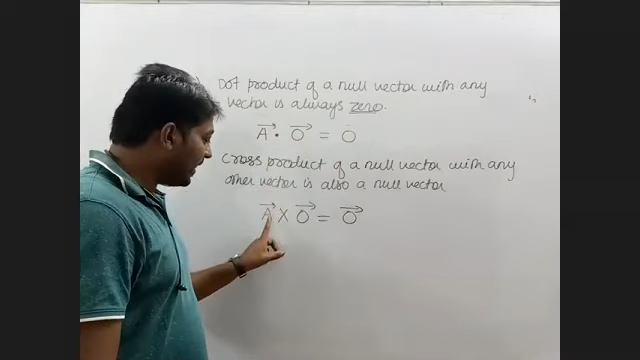 Dot product of a null vector with any
vector is always zero.
A⃗ • O⃗ = O
Cross product of a null vector with any
other vector is also a null vector
A⃗ X O⃗ = O⃗